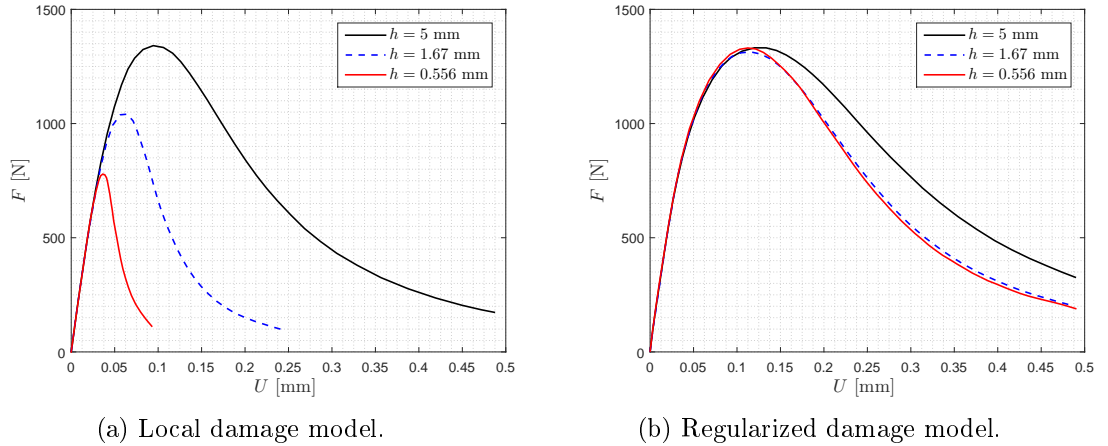 1500
1000
500
0
F [N]
0 0.05 0.1 0.15 0.2 0.25 0.3 0.35 0.4 0.45 0.5
U [mm]
h = 5 mm
h = 1.67 mm
h = 0.556 mm
(a) Local damage model.
1500
1000
500
0
F [N]
0 0.05 0.1 0.15 0.2 0.25 0.3 0.35 0.4 0.45 0.5
U [mm]
h = 5 mm
h = 1.67 mm
h = 0.556 mm
(b) Regularized damage model.